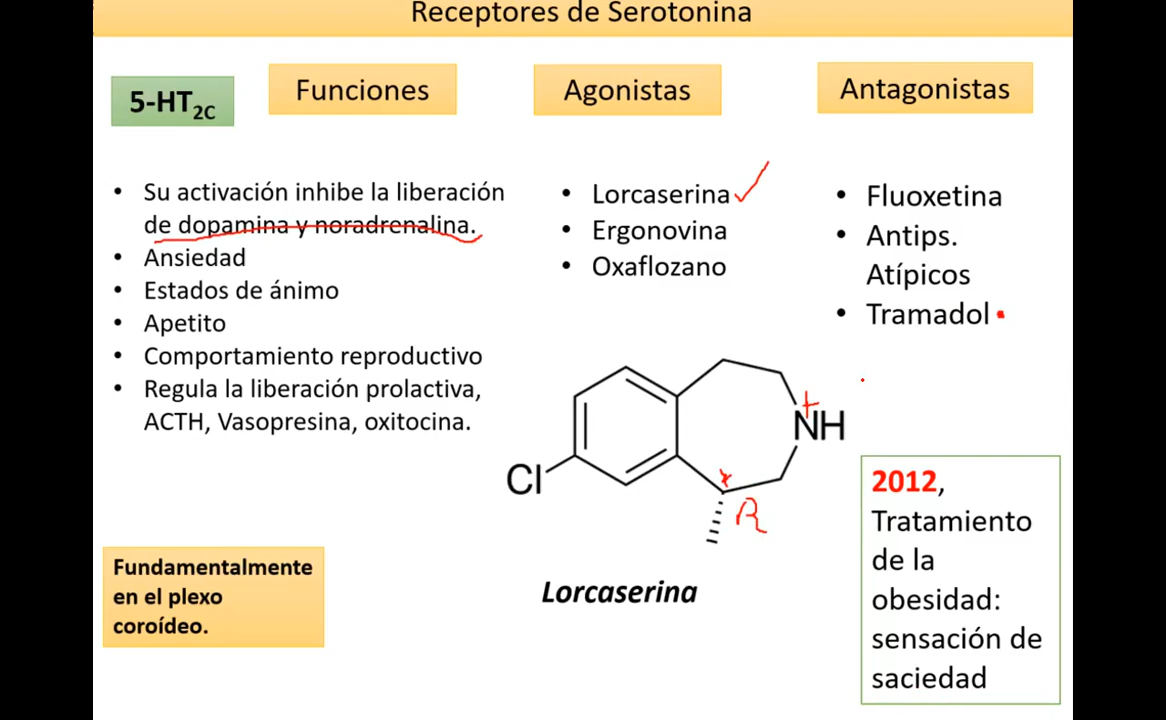 Receptores de Serotonina
5-HT2C
Funciones
Agonistas
Antagonistas
• Su activación inhibe la liberación
de dopamina y noradrenalina.
• Ansiedad
• Estados de ánimo
• Apetito
• Comportamiento reproductivo
• Regula la liberación prolactiva,
ACTH, Vasopresina, oxitocina.
• Lorcaserina
• Ergonovina
• Oxaflozano
• Fluoxetina
• Antips.
Atípicos
• Tramadol
+
NH
Cl
*
R
Lorcaserina
Fundamentalmente
en el plexo
coroídeo.
2012,
Tratamiento
de la
obesidad:
sensación de
saciedad